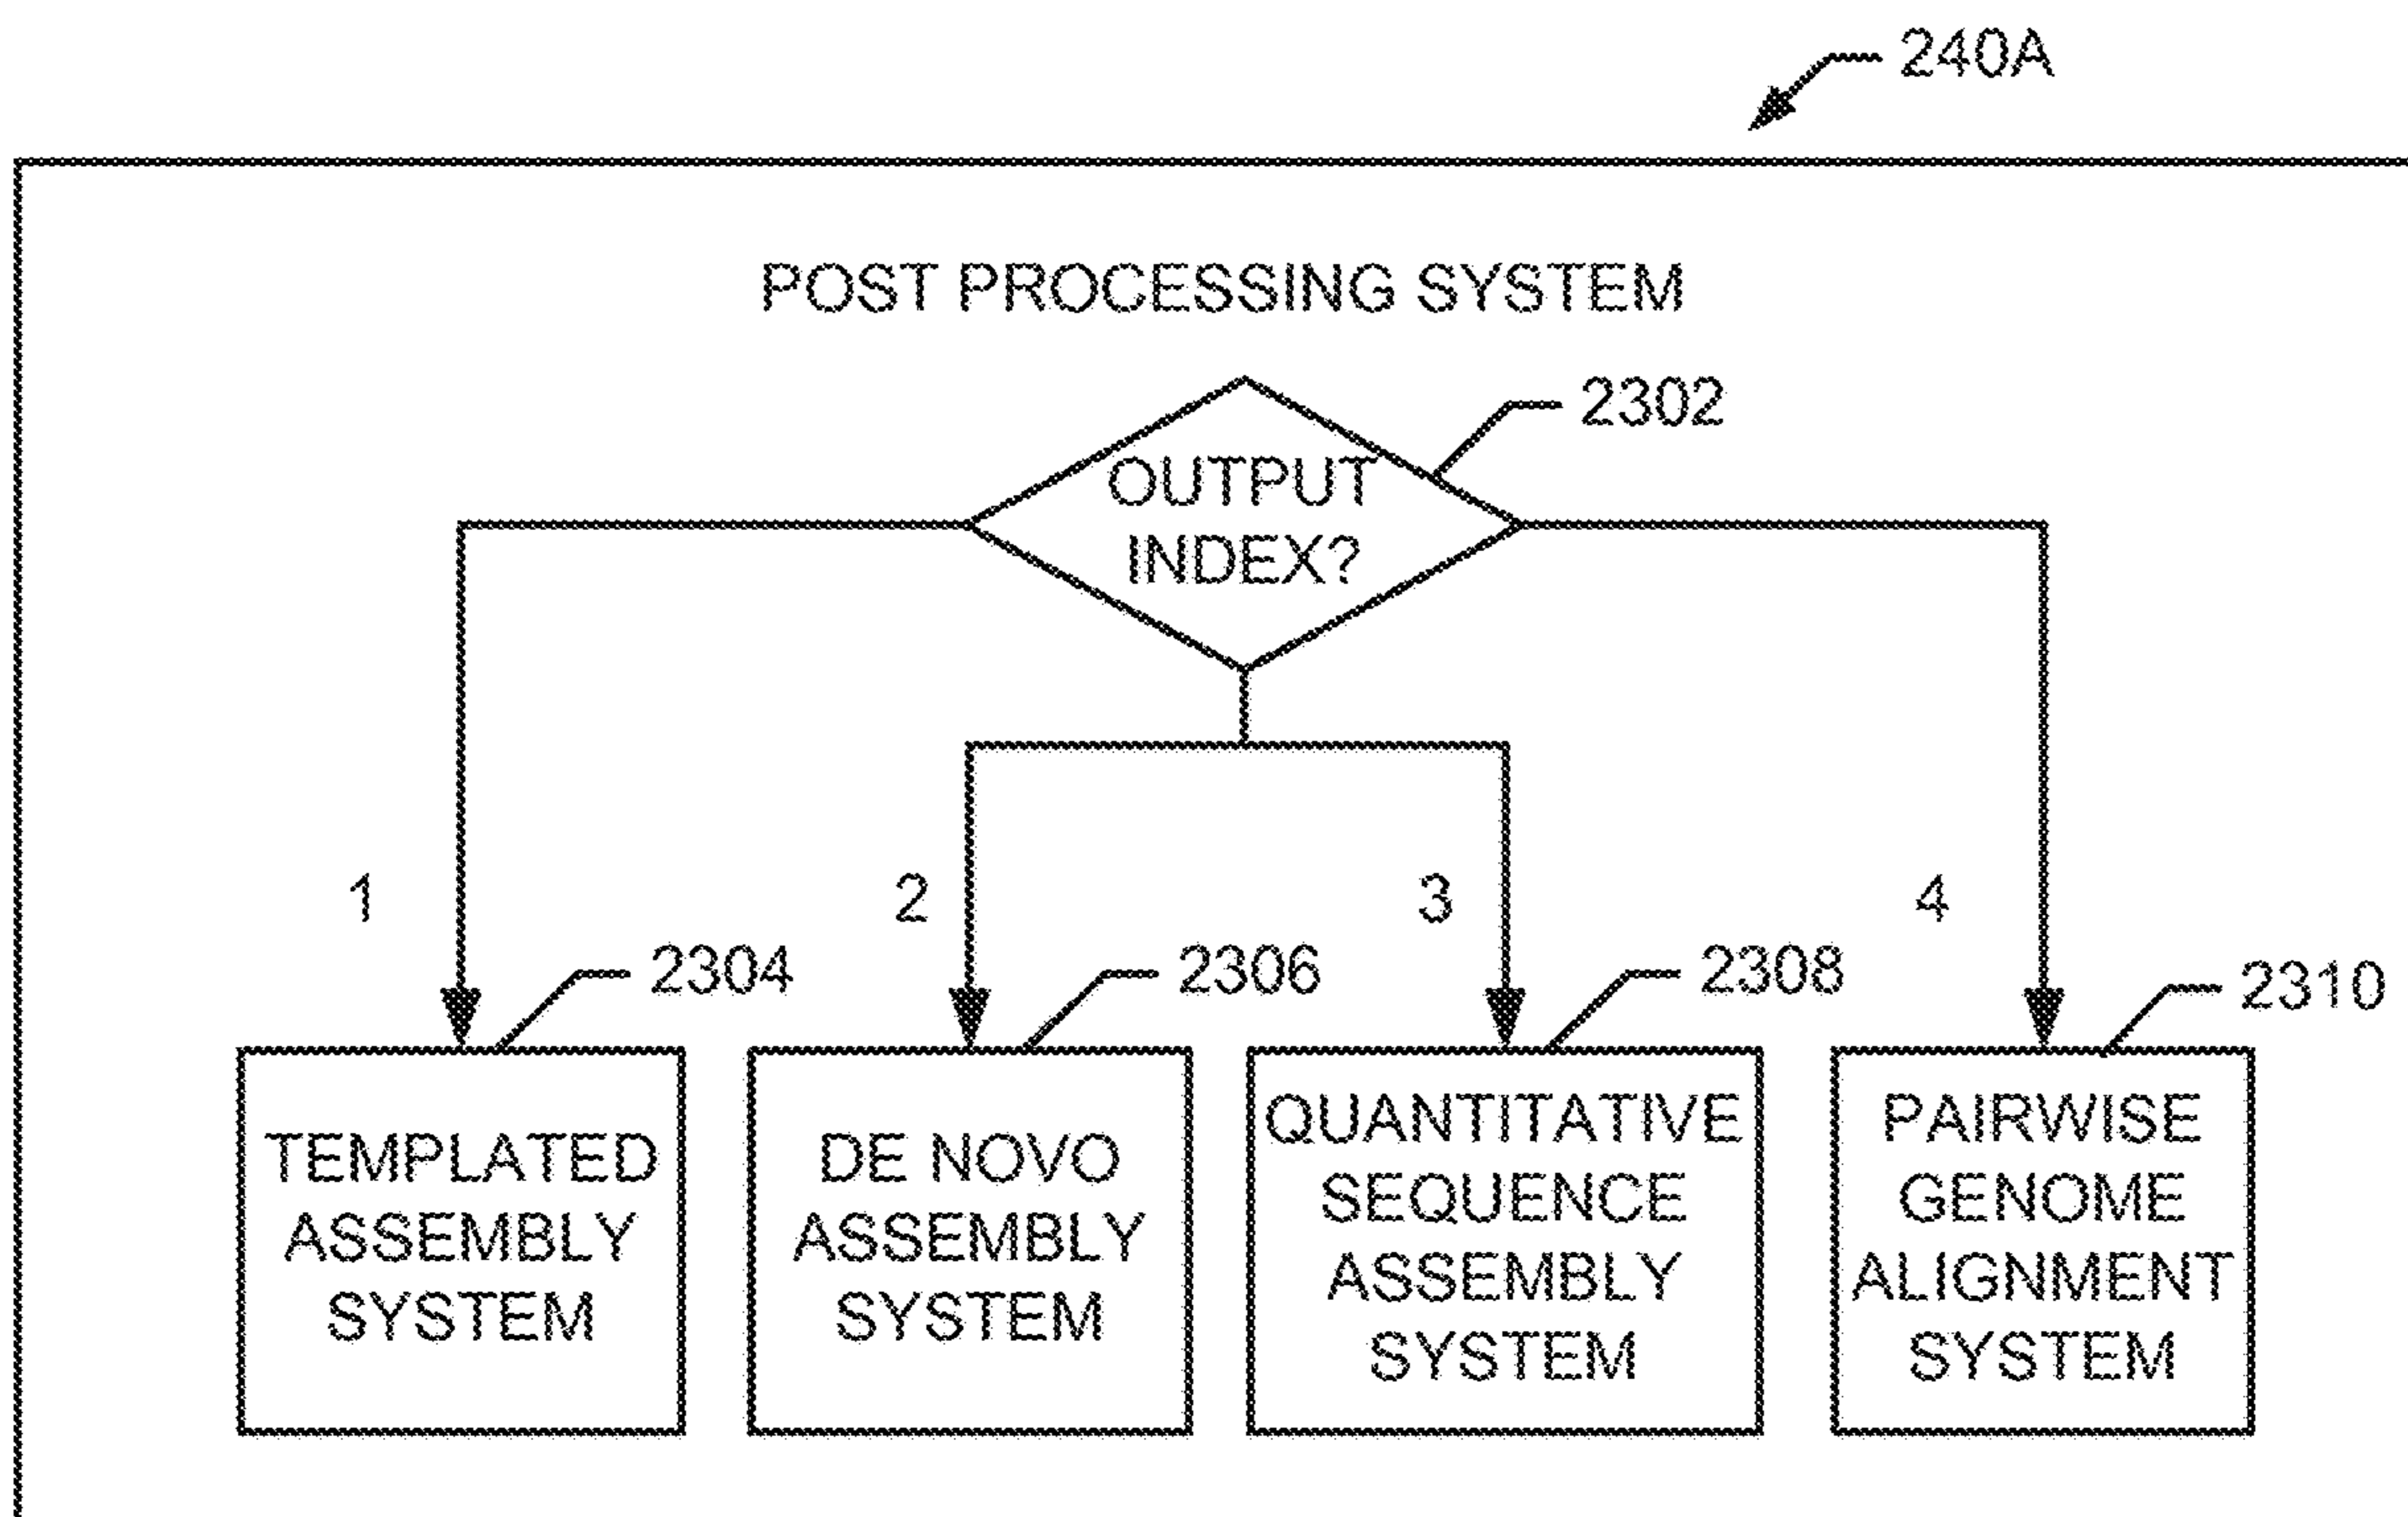 240A
POST PROCESSING SYSTEM
2302
OUTPUT
INDEX?
1
2
3
4
2304
2306
2308
2310
TEMPLATED
ASSEMBLY
SYSTEM
DE NOVO
ASSEMBLY
SYSTEM
QUANTITATIVE
SEQUENCE
ASSEMBLY
SYSTEM
PAIRWISE
GENOME
ALIGNMENT
SYSTEM